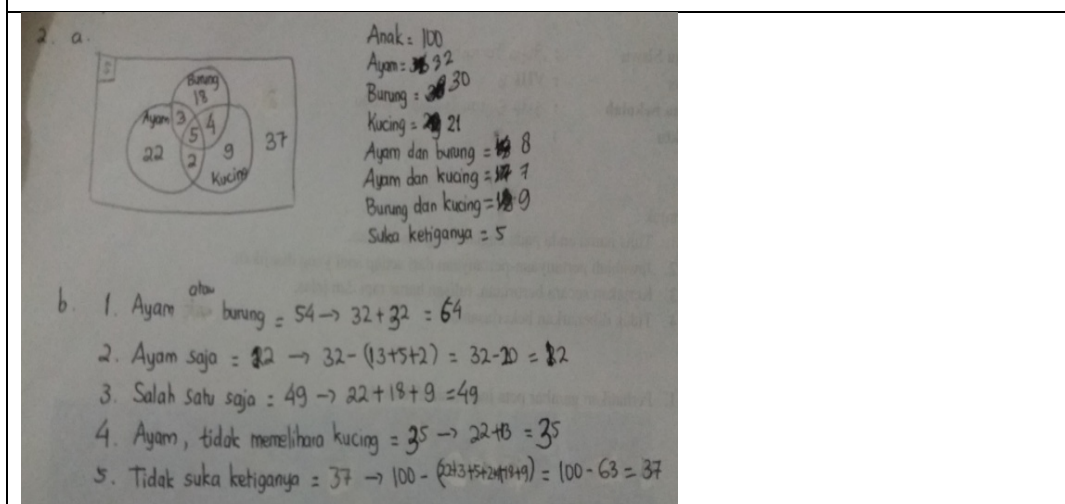 2. a.
S
Burung
18
Ayam 3 4
5
22 2 9 37
Kucing
Anak = 100
Ayam = 32
Burung = 30
Kucing = 21
Ayam dan burung = 8
Ayam dan kucing = 7
Burung dan kucing = 9
Suka ketiganya = 5
b. 1. Ayam atau burung = 54 → 32 + 32 = 64
2. Ayam saja = 12 → 32 - (13+5+2) = 32-20 = 12
3. Salah satu saja : 49 → 22 + 18 + 9 = 49
4. Ayam, tidak memelihara kucing = 35 → 22+13 = 35
5. Tidak suka ketiganya = 37 → 100 - (22+3+5+2+4+18+9) = 100 - 63 = 37